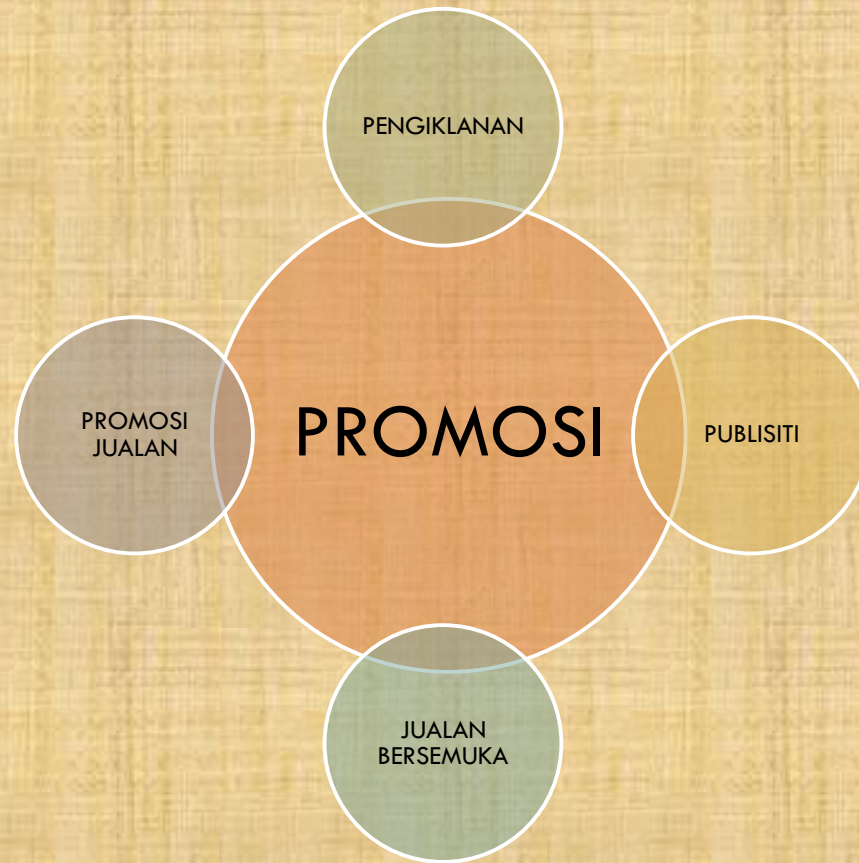 PENGIKLANAN
PROMOSI
JUALAN
PROMOSI
PUBLISITI
JUALAN
BERSEMUKA